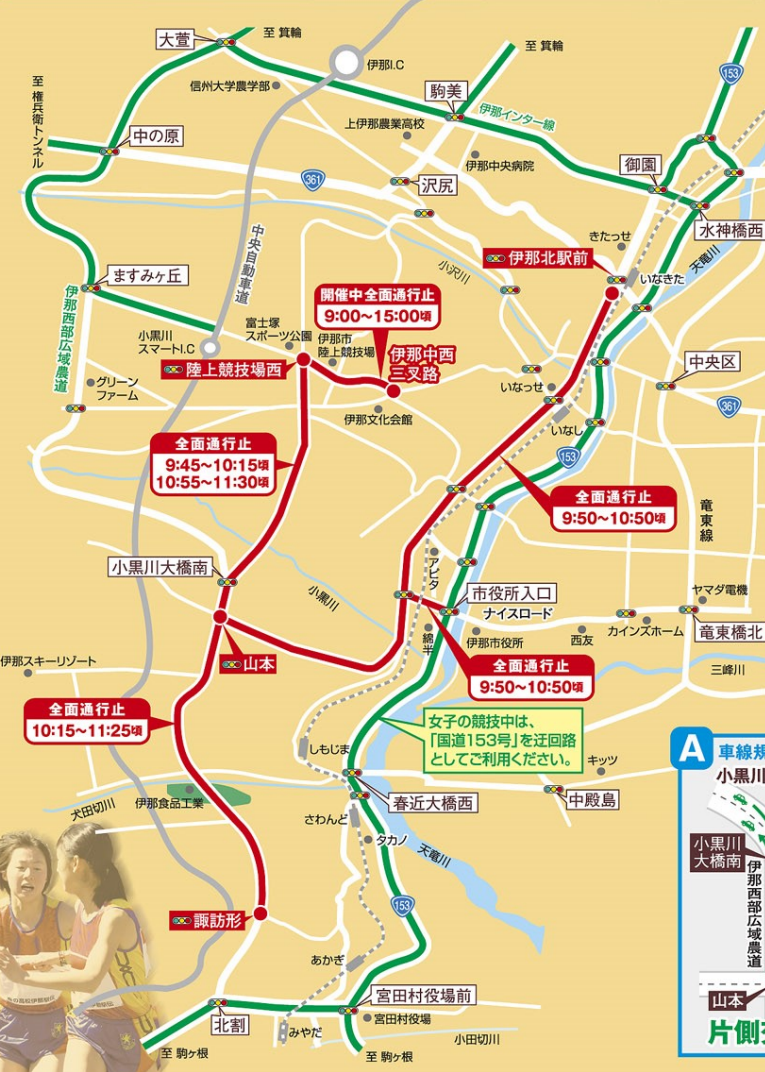 大萱
至 箕輪
伊那I.C
信州大学農学部
至 箕輪
153
至 権兵衛トンネル
駒美
伊那インター線
上伊那農業高校
中の原
伊那中央病院
御園
361
沢尻
水神橋西
きたっせ
中央自動車道
小沢川
伊那北駅前
いなきた
天竜川
ますみヶ丘
伊那西部広域農道
開催中全面通行止
9:00〜15:00頃
小黒川
スマートI.C
富士塚
スポーツ公園
伊那市
陸上競技場
伊那中西
三叉路
陸上競技場西
中央区
グリーン
ファーム
いなっせ
361
伊那文化会館
いなし
全面通行止
9:45〜10:15頃
10:55〜11:30頃
153
全面通行止
9:50〜10:50頃
竜東線
アピタ
小黒川大橋南
小黒川
市役所入口
ナイスロード
ヤマダ電機
綿半
伊那市役所
西友
カインズホーム
竜東橋北
伊那スキーリゾート
山本
全面通行止
9:50〜10:50頃
三峰川
全面通行止
10:15〜11:25頃
女子の競技中は、
「国道153号」を迂回路
としてご利用ください。
しもじま
キッツ
A
車線規
小黒川
伊那食品工業
犬田切川
春近大橋西
中殿島
さわんど
タカノ
天竜川
小黒川
大橋南
伊那西部広域農道
153
諏訪形
あかぎ
宮田村役場前
山本
北割
みやだ
宮田村役場
小田切川
片側交
至 駒ヶ根
至 駒ヶ根